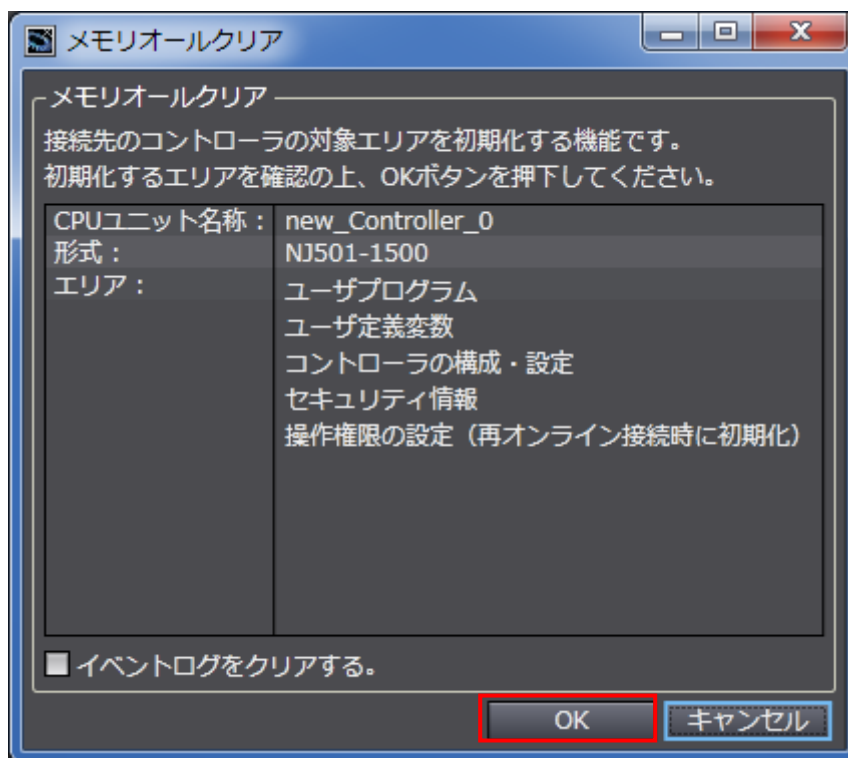 メモリオールクリア
メモリオールクリア
接続先のコントローラの対象エリアを初期化する機能です。
初期化するエリアを確認の上、OKボタンを押下してください。
CPUユニット名称： new_Controller_0
形式： NJ501-1500
エリア： ユーザプログラム
ユーザ定義変数
コントローラの構成・設定
セキュリティ情報
操作権限の設定（再オンライン接続時に初期化）
イベントログをクリアする。
OK キャンセル